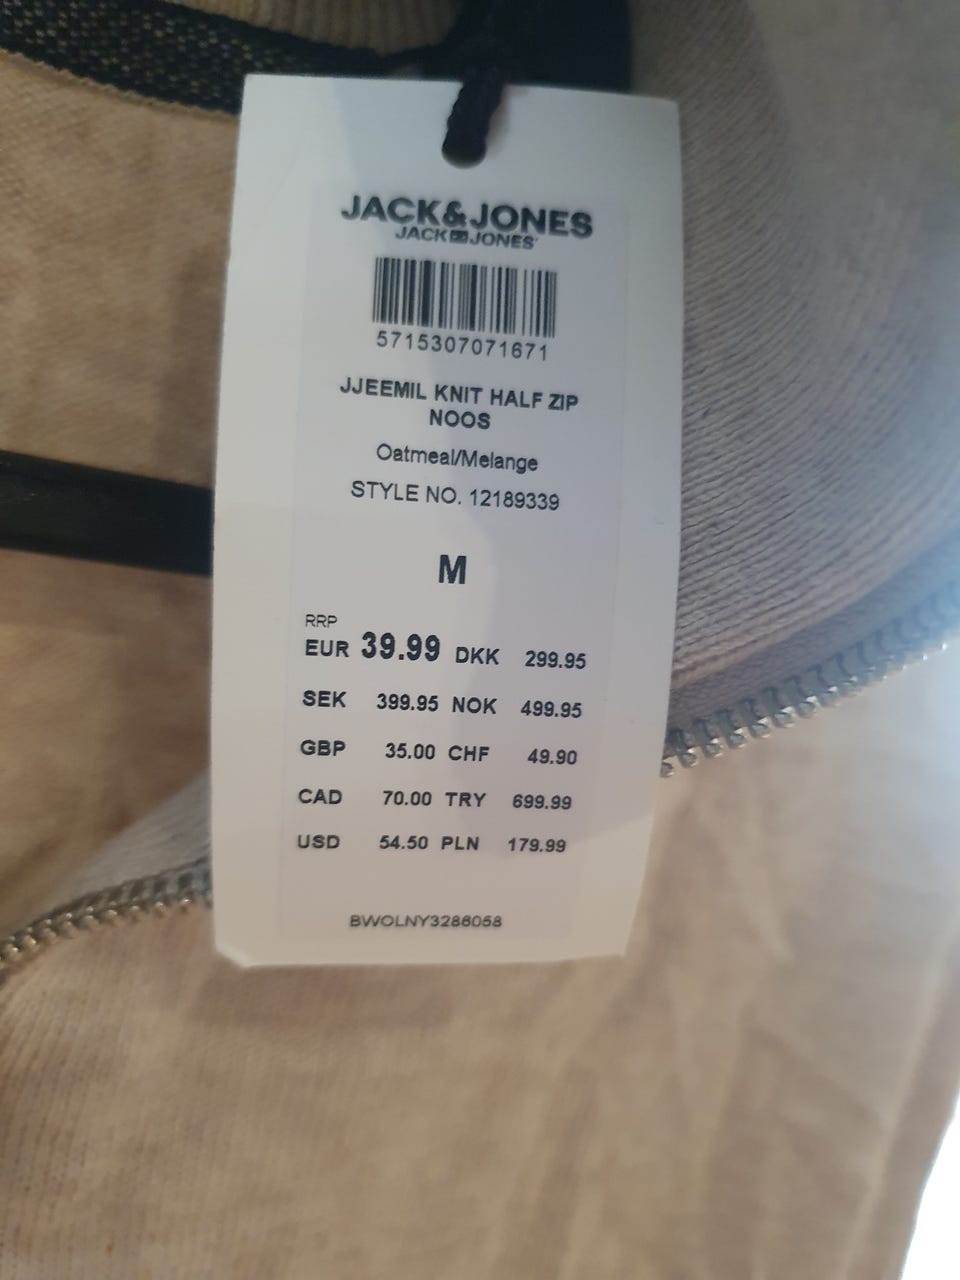 JACK&JONES
JACK&JONES
5715307071671
JJEEMIL KNIT HALF ZIP
NOOS
Oatmeal/Melange
STYLE NO. 12189339
M
RRP
EUR 39.99 DKK 299.95
SEK 399.95 NOK 499.95
GBP 35.00 CHF 49.90
CAD 70.00 TRY 699.99
USD 54.50 PLN 179.99
BWOLNY3286058